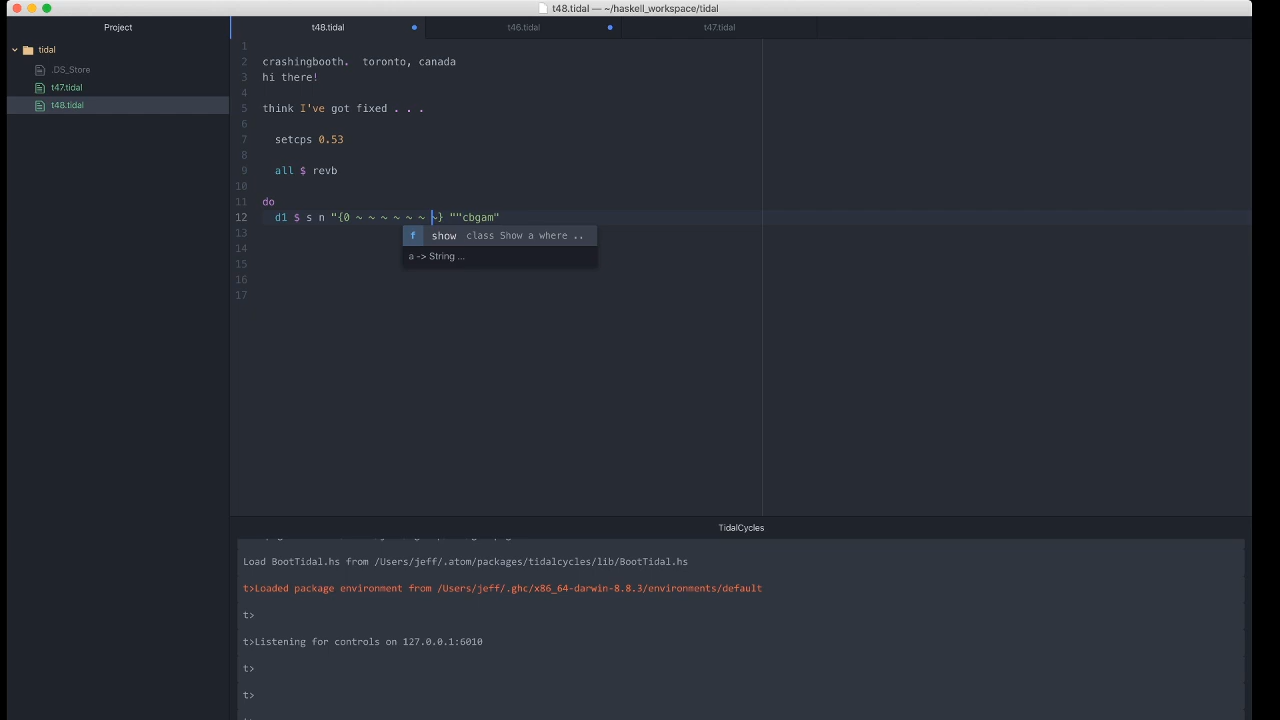 t48.tidal — ~/haskell_workspace/tidal
Project
t48.tidal
t46.tidal
t47.tidal
tidal
.DS_Store
t47.tidal
t48.tidal
1
2 crashingbooth.  toronto, canada
3 hi there!
4
5 think I've got fixed . . .
6
7 setcps 0.53
8
9 all $ revb
10
11 do
12 d1 $ s n "{0 ~ ~ ~ ~ ~ ~ ~} ""cbgam"
f show class Show a where ..
13
a -> String ...
14
15
16
17
TidalCycles
Load BootTidal.hs from /Users/jeff/.atom/packages/tidalcycles/lib/BootTidal.hs
t>Loaded package environment from /Users/jeff/.ghc/x86_64-darwin-8.8.3/environments/default
t>
t>Listening for controls on 127.0.0.1:6010
t>
t>